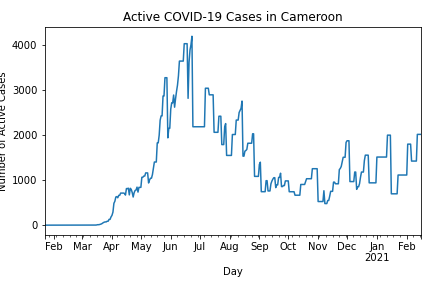 Active COVID-19 Cases in Cameroon
Number of Active Cases
4000
3000
2000
1000
0
Feb Mar Apr May Jun Jul Aug Sep Oct Nov Dec Jan Feb
2021
Day